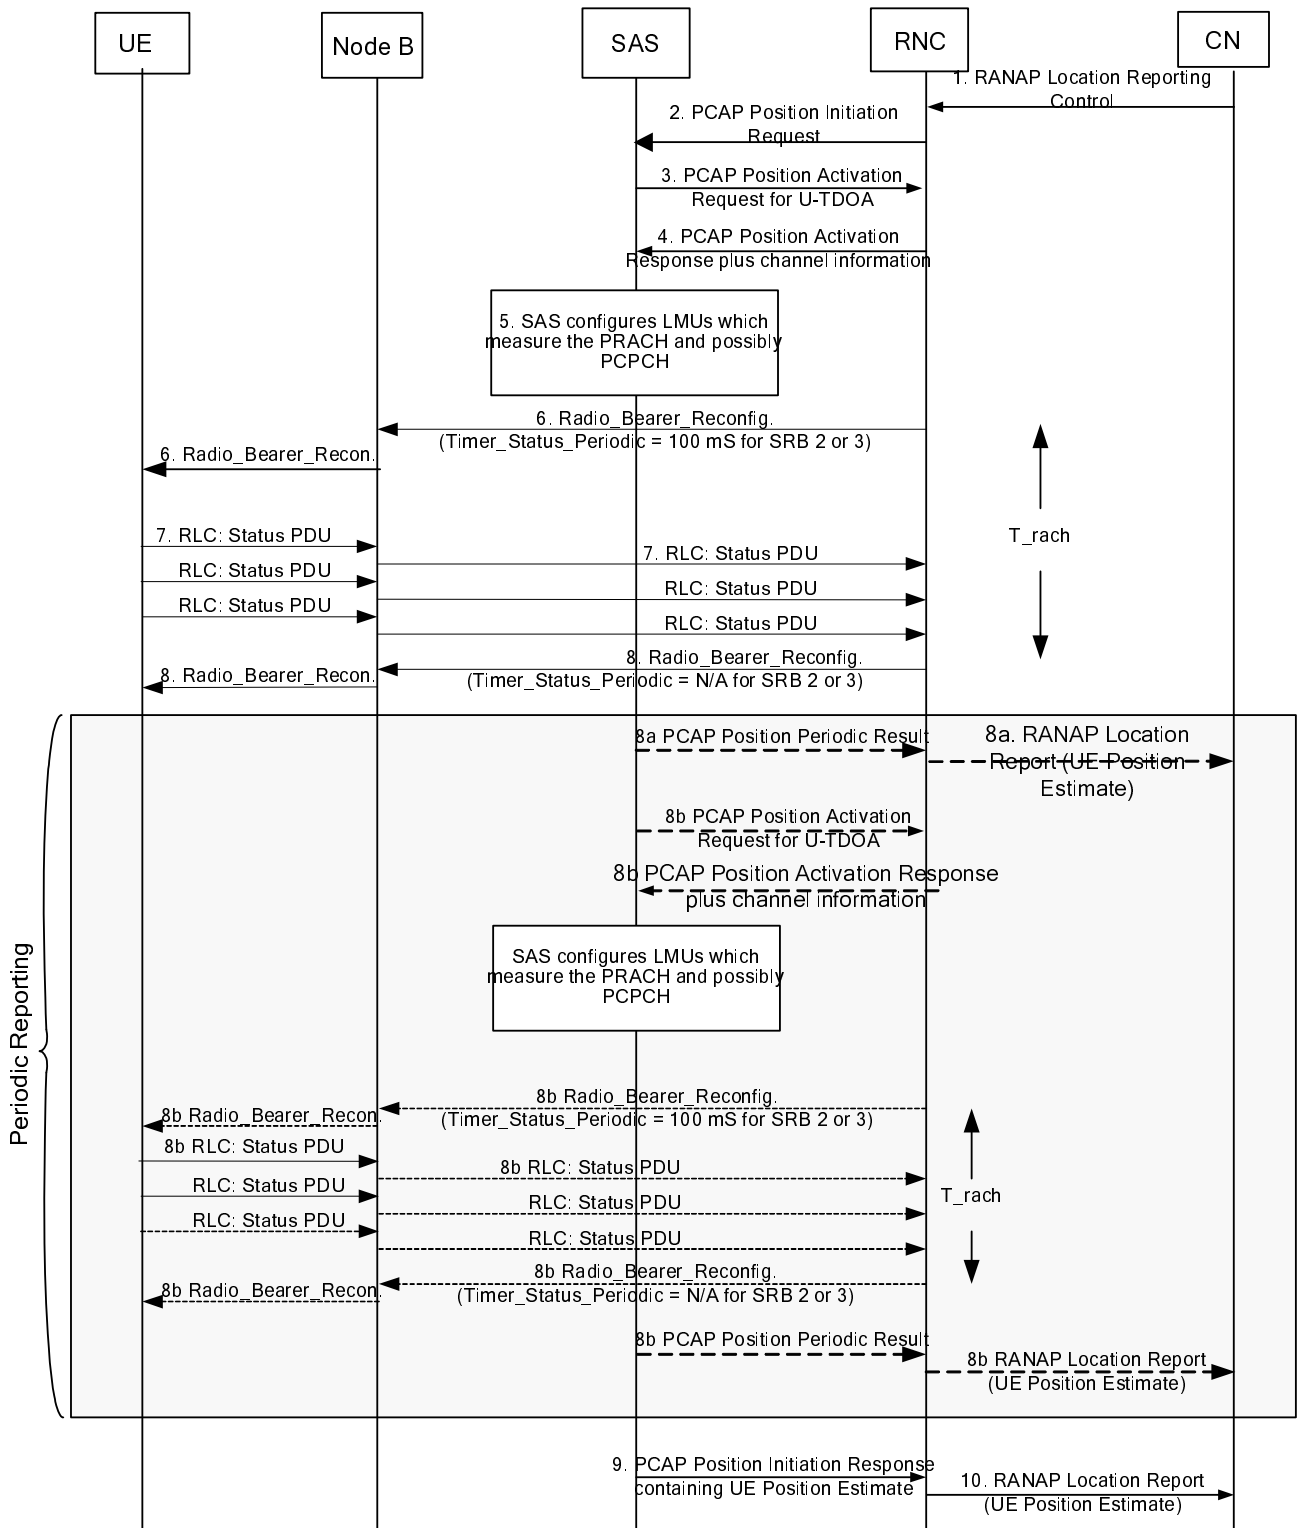 UE
Node B
SAS
RNC
CN
1. RANAP Location Reporting
Control
2. PCAP Position Initiation
Request
3. PCAP Position Activation
Request for U-TDOA
4. PCAP Position Activation
Response plus channel information
5. SAS configures LMUs which
measure the PRACH and possibly
PCPCH
6. Radio_Bearer_Reconfig.
(Timer_Status_Periodic = 100 mS for SRB 2 or 3)
6. Radio_Bearer_Recon.
T_rach
7. RLC: Status PDU
7. RLC: Status PDU
RLC: Status PDU
RLC: Status PDU
RLC: Status PDU
RLC: Status PDU
8. Radio_Bearer_Reconfig.
(Timer_Status_Periodic = N/A for SRB 2 or 3)
8. Radio_Bearer_Recon.
Periodic Reporting
8a PCAP Position Periodic Result
8a. RANAP Location
Report (UE Position
Estimate)
8b PCAP Position Activation
Request for U-TDOA
8b PCAP Position Activation Response
plus channel information
SAS configures LMUs which
measure the PRACH and possibly
PCPCH
8b Radio_Bearer_Reconfig.
(Timer_Status_Periodic = 100 mS for SRB 2 or 3)
8b Radio_Bearer_Recon.
8b RLC: Status PDU
8b RLC: Status PDU
RLC: Status PDU
T_rach
RLC: Status PDU
RLC: Status PDU
RLC: Status PDU
8b Radio_Bearer_Reconfig.
(Timer_Status_Periodic = N/A for SRB 2 or 3)
8b Radio_Bearer_Recon.
8b PCAP Position Periodic Result
8b RANAP Location Report
(UE Position Estimate)
9. PCAP Position Initiation Response
containing UE Position Estimate
10. RANAP Location Report
(UE Position Estimate)